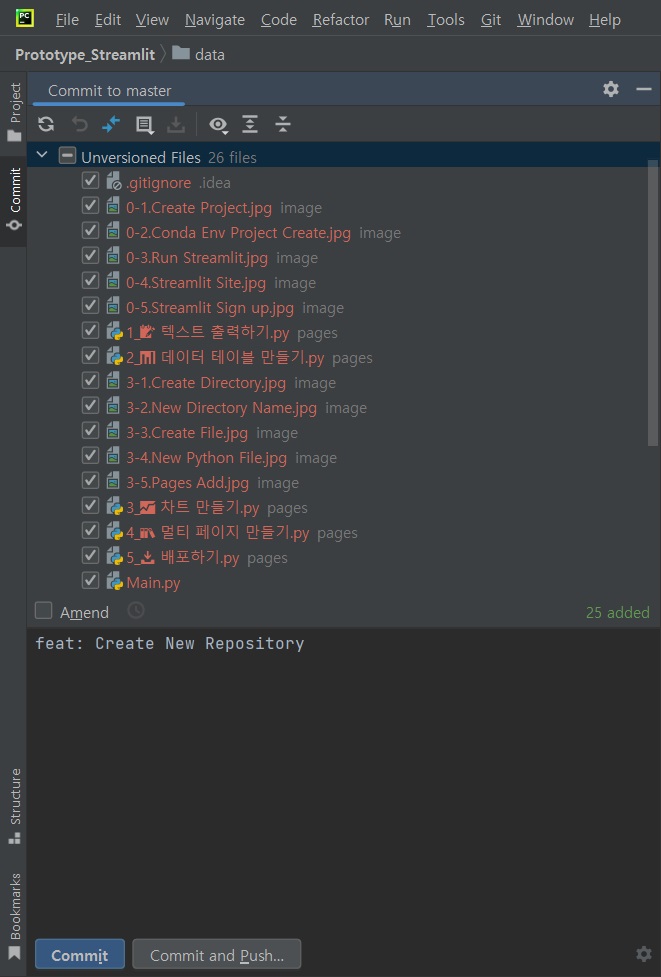 PC
File Edit View Navigate Code Refactor Run Tools Git Window Help
Prototype_Streamlit data
Project
Commit
Structure
Bookmarks
Commit to master
Unversioned Files 26 files
.gitignore .idea
0-1.Create Project.jpg image
0-2.Conda Env Project Create.jpg image
0-3.Run Streamlit.jpg image
0-4.Streamlit Site.jpg image
0-5.Streamlit Sign up.jpg image
1_📝 텍스트 출력하기.py pages
2_📊 데이터 테이블 만들기.py pages
3-1.Create Directory.jpg image
3-2.New Directory Name.jpg image
3-3.Create File.jpg image
3-4.New Python File.jpg image
3-5.Pages Add.jpg image
3_📈 차트 만들기.py pages
4_📚 멀티 페이지 만들기.py pages
5_📥 배포하기.py pages
Main.py
Amend 25 added
feat: Create New Repository
Commit Commit and Push...